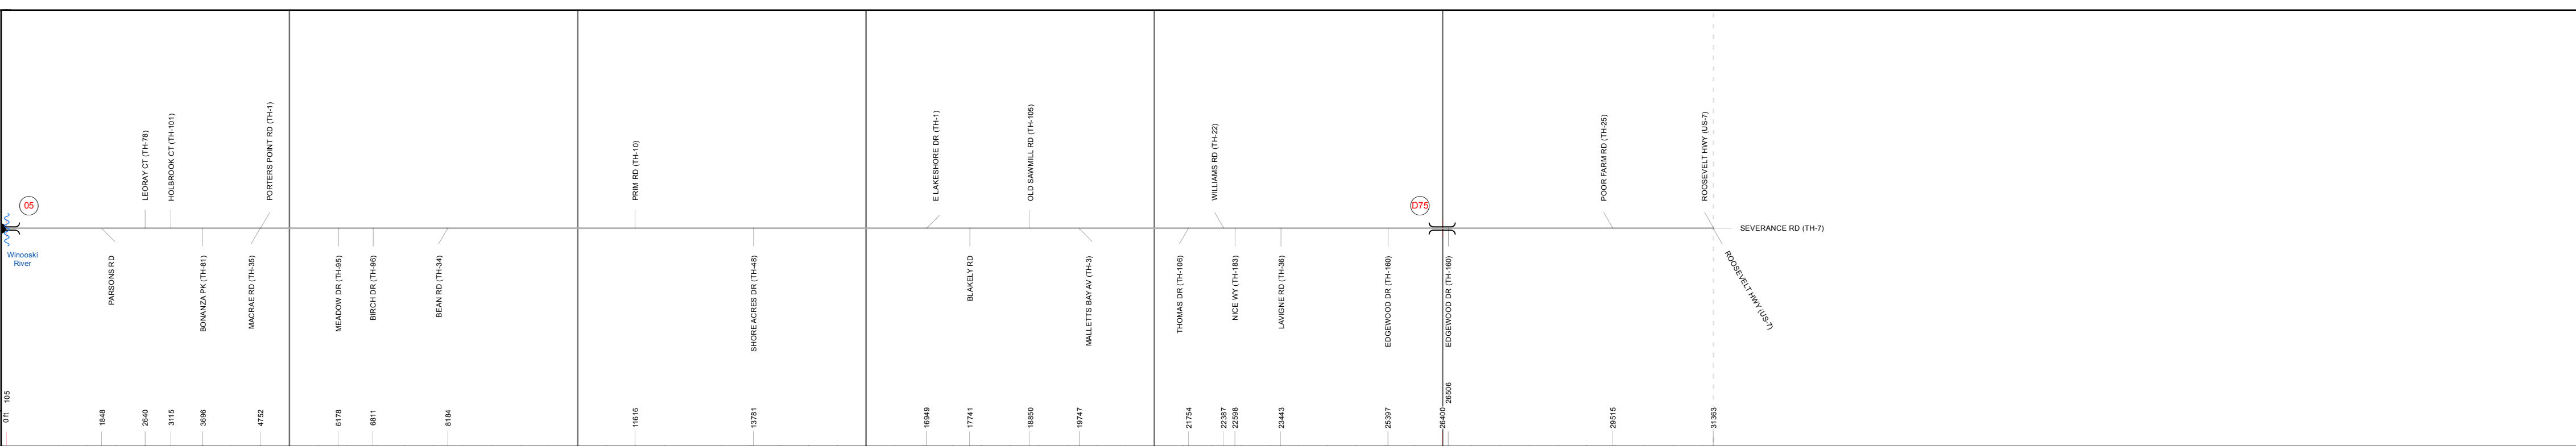 LEORAY CT (TH-78)
HOLBROOK CT (TH-101)
PORTERS POINT RD (TH-1)
PRIM RD (TH-10)
E LAKESHORE DR (TH-1)
OLD SAWMILL RD (TH-105)
WILLIAMS RD (TH-22)
POOR FARM RD (TH-25)
ROOSEVELT HWY (US-7)
05
D75
SEVERANCE RD (TH-7)
Winooski
River
PARSONS RD
BONANZA PK (TH-81)
MACRAE RD (TH-35)
MEADOW DR (TH-95)
BIRCH DR (TH-96)
BEAN RD (TH-34)
SHORE ACRES DR (TH-48)
BLAKELY RD
MALLETTS BAY AV (TH-3)
THOMAS DR (TH-106)
NICE WY (TH-183)
LAVIGNE RD (TH-36)
EDGEWOOD DR (TH-160)
EDGEWOOD DR (TH-160)
ROOSEVELT HWY (US-7)
0 ft
105
1848
2640
3115
3696
4752
6178
6811
8184
11616
13781
16949
17741
18850
19747
21754
22387
22598
23443
25397
26400
26506
29515
31363